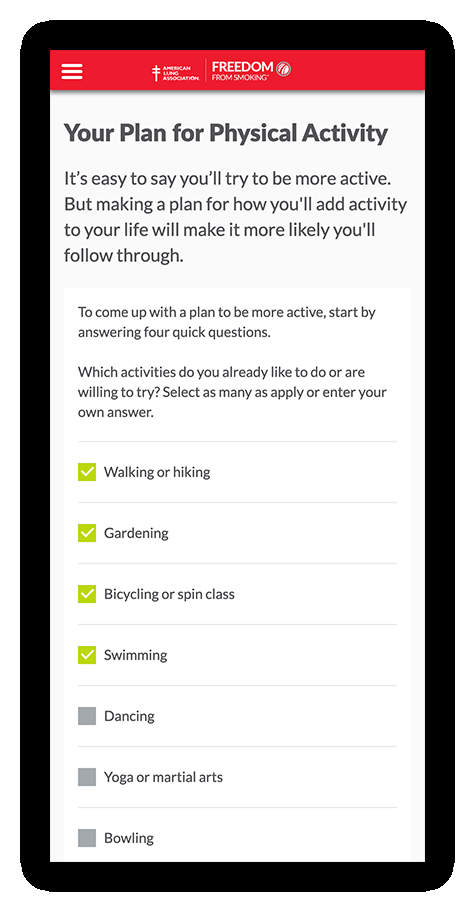 AMERICAN
LUNG
ASSOCIATION.
FREEDOM
FROM SMOKING®
Your Plan for Physical Activity
It’s easy to say you’ll try to be more active.
But making a plan for how you'll add activity
to your life will make it more likely you'll
follow through.
To come up with a plan to be more active, start by
answering four quick questions.
Which activities do you already like to do or are
willing to try? Select as many as apply or enter your
own answer.
Walking or hiking
Gardening
Bicycling or spin class
Swimming
Dancing
Yoga or martial arts
Bowling